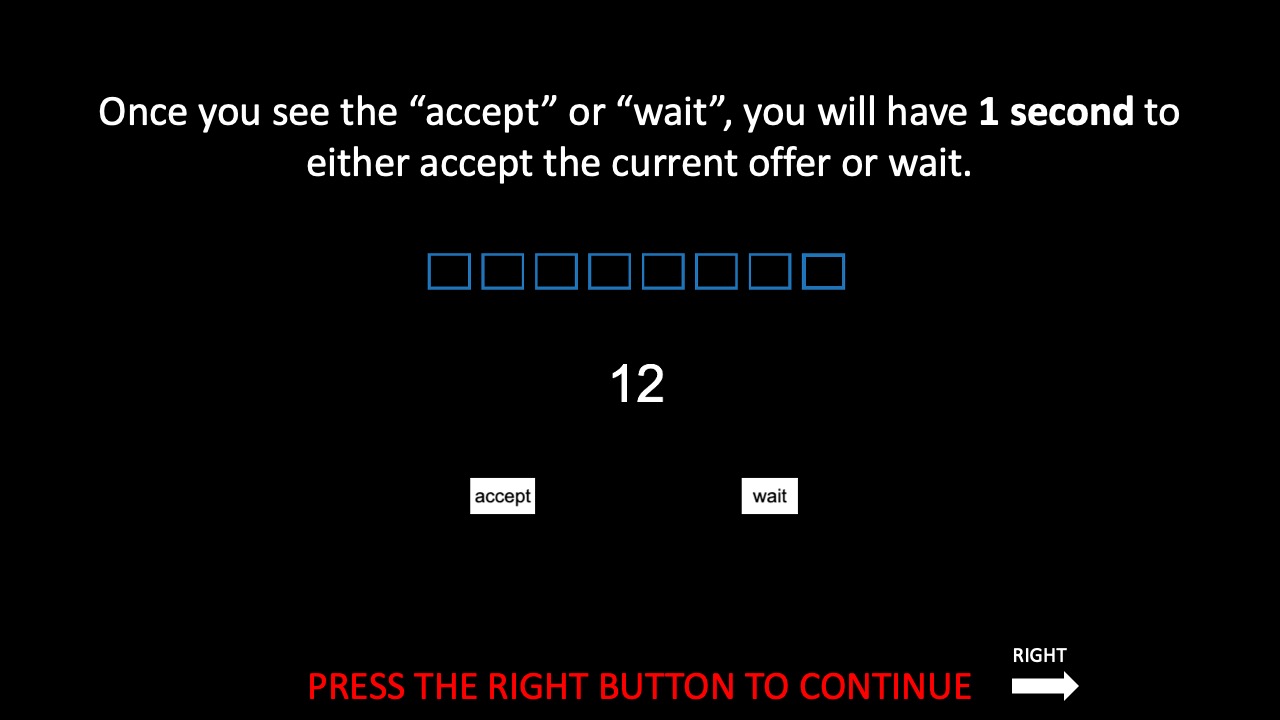 Once you see the “accept” or “wait”, you will have 1 second to
either accept the current offer or wait.
12
accept wait
RIGHT
PRESS THE RIGHT BUTTON TO CONTINUE